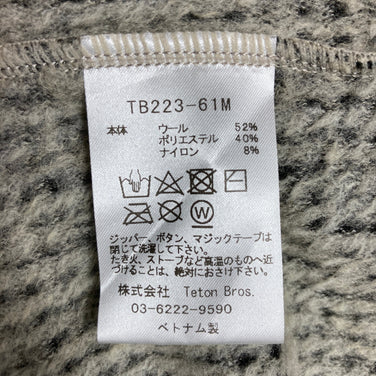 TB223-61M
本体 ウール 52%
ポリエステル 40%
ナイロン 8%
W
ジッパー、ボタン、マジックテープは
閉じて洗濯して下さい。
たき火、ストーブなど高温のものへ近
づけることは、絶対にお避け下さい。
株式会社 Teton Bros.
03-6222-9590
ベトナム製